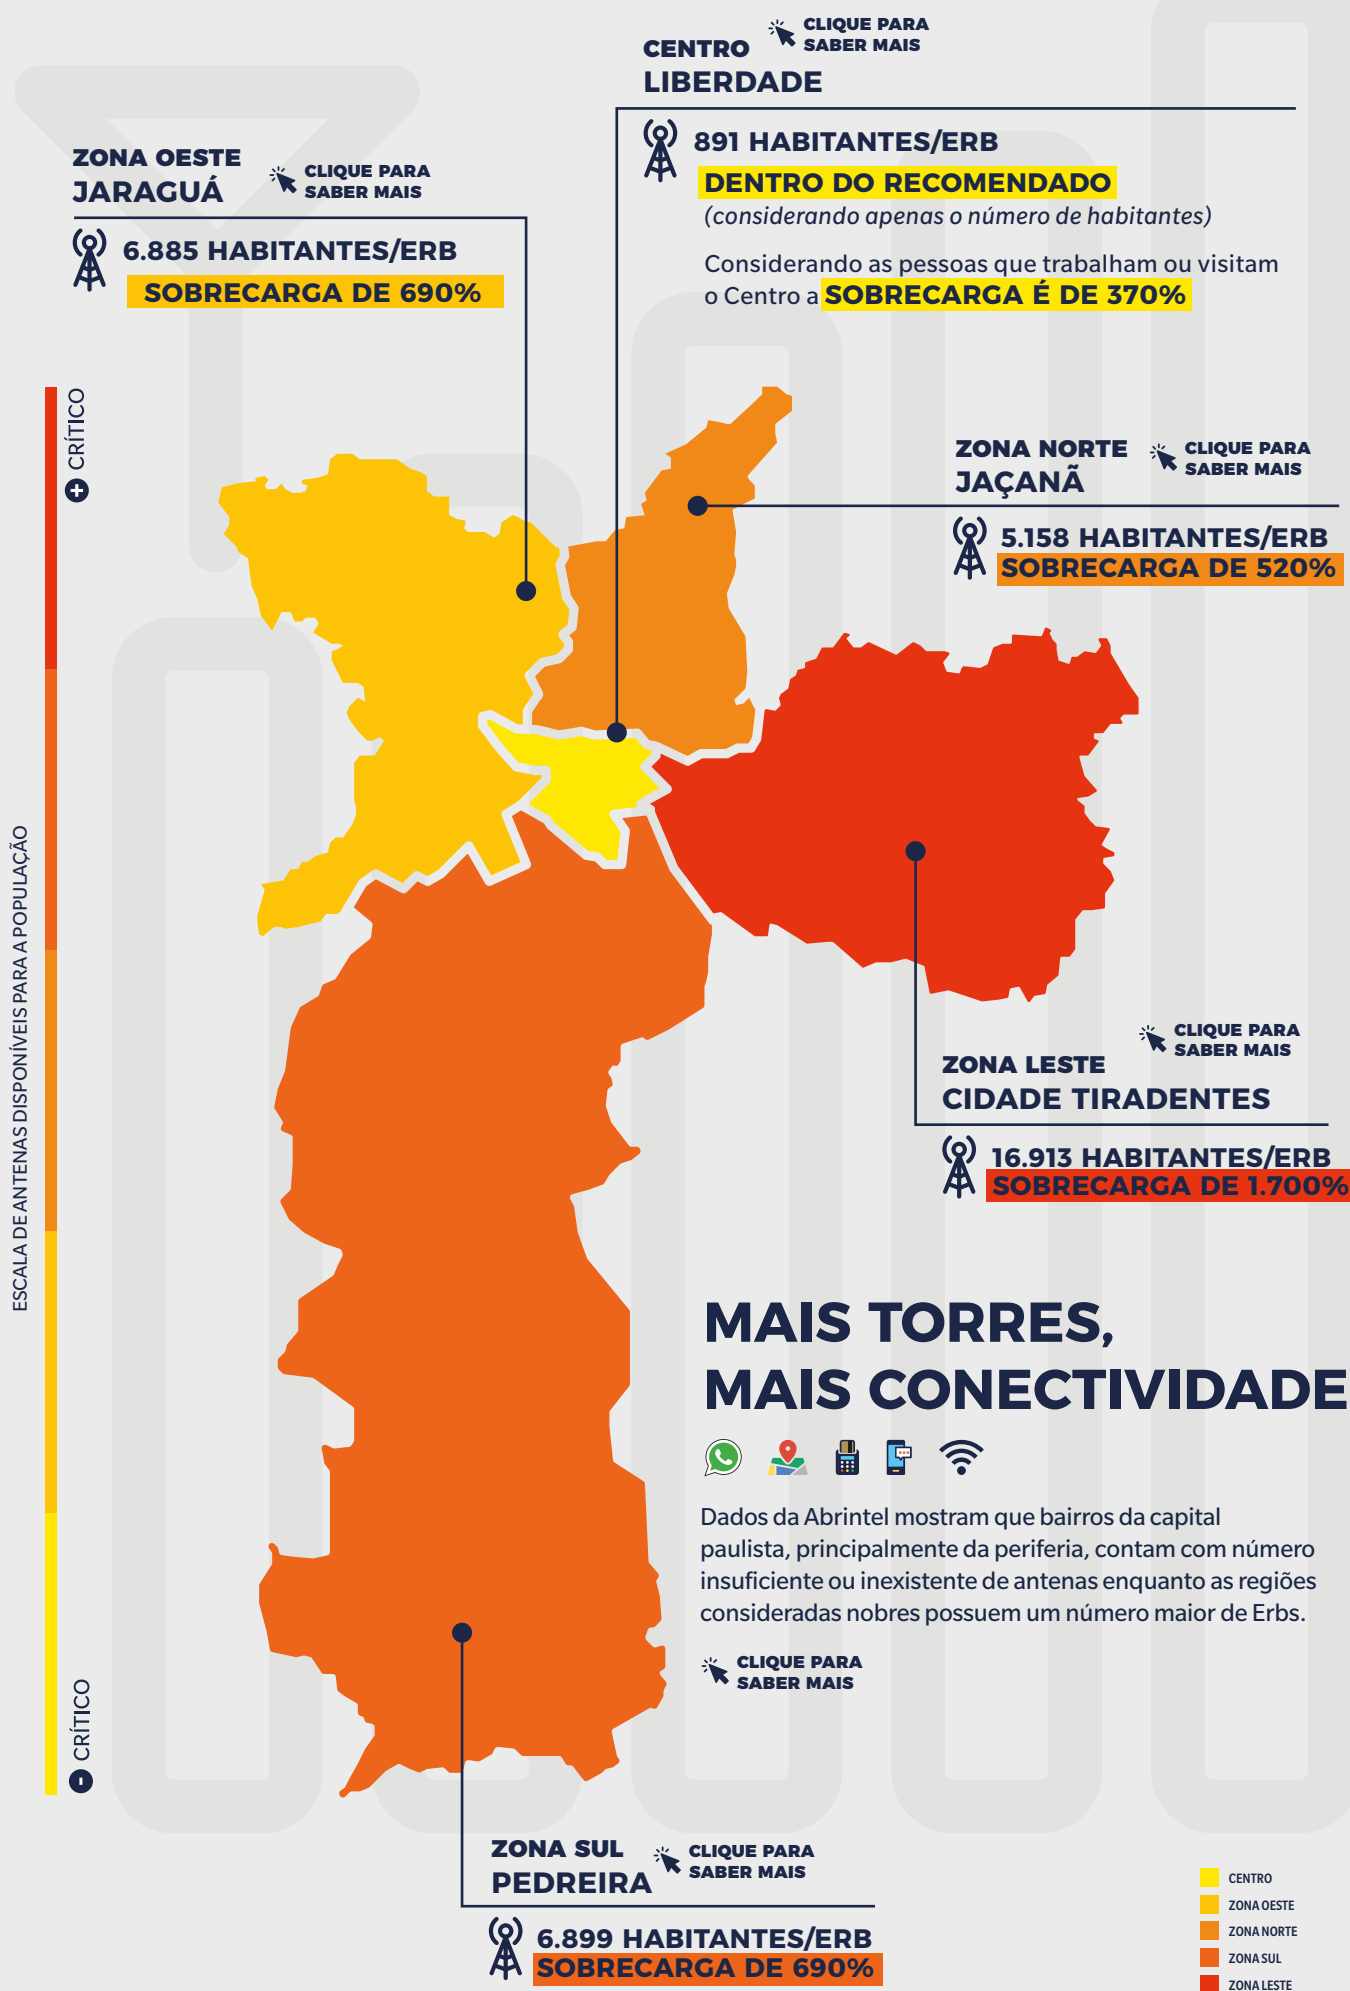 CENTRO
LIBERDADE
CLIQUE PARA
SABER MAIS
891 HABITANTES/ERB
DENTRO DO RECOMENDADO
(considerando apenas o número de habitantes)
Considerando as pessoas que trabalham ou visitam
o Centro a SOBRECARGA É DE 370%
ZONA OESTE
JARAGUÁ
CLIQUE PARA
SABER MAIS
6.885 HABITANTES/ERB
SOBRECARGA DE 690%
ZONA NORTE
JAÇANÃ
CLIQUE PARA
SABER MAIS
5.158 HABITANTES/ERB
SOBRECARGA DE 520%
+ CRÍTICO
ESCALA DE ANTENAS DISPONÍVEIS PARA A POPULAÇÃO
- CRÍTICO
CLIQUE PARA
SABER MAIS
ZONA LESTE
CIDADE TIRADENTES
16.913 HABITANTES/ERB
SOBRECARGA DE 1.700%
MAIS TORRES,
MAIS CONECTIVIDADE
Dados da Abrintel mostram que bairros da capital
paulista, principalmente da periferia, contam com número
insuficiente ou inexistente de antenas enquanto as regiões
consideradas nobres possuem um número maior de Erbs.
CLIQUE PARA
SABER MAIS
ZONA SUL
PEDREIRA
CLIQUE PARA
SABER MAIS
6.899 HABITANTES/ERB
SOBRECARGA DE 690%
CENTRO
ZONA OESTE
ZONA NORTE
ZONA SUL
ZONA LESTE